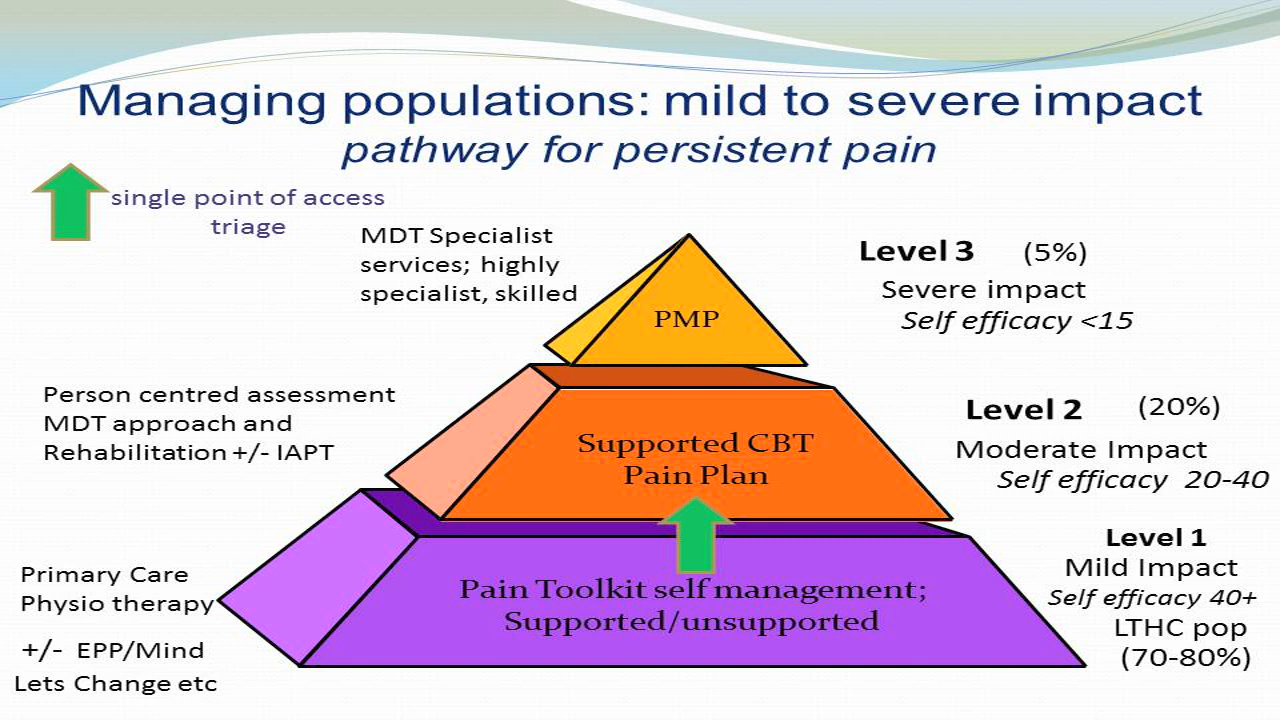 Managing populations: mild to severe impact
pathway for persistent pain
single point of access
triage
MDT Specialist
services; highly
specialist, skilled
PMP
Level 3 (5%)
Severe impact
Self efficacy <15
Person centred assessment
MDT approach and
Rehabilitation +/- IAPT
Supported CBT
Pain Plan
Level 2 (20%)
Moderate Impact
Self efficacy 20-40
Primary Care
Physio therapy
+/- EPP/Mind
Lets Change etc
Pain Toolkit self management;
Supported/unsupported
Level 1
Mild Impact
Self efficacy 40+
LTHC pop
(70-80%)